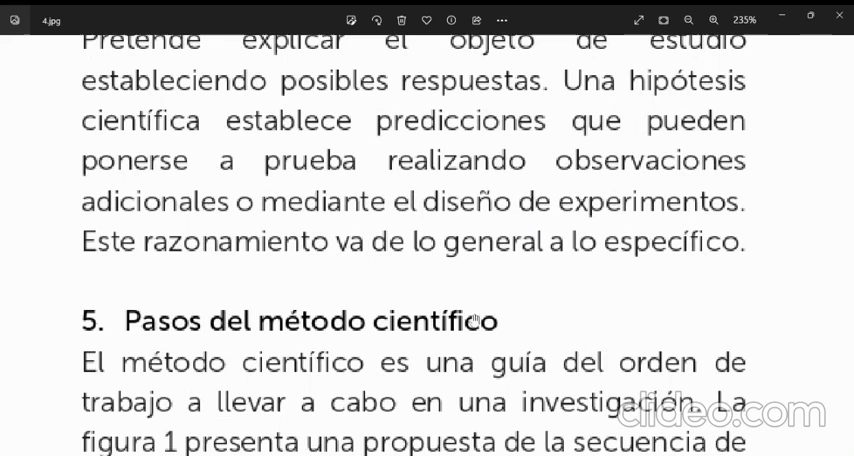 4.jpg
235%
Pretende explicar el objeto de estudio
estableciendo posibles respuestas. Una hipótesis
científica establece predicciones que pueden
ponerse a prueba realizando observaciones
adicionales o mediante el diseño de experimentos.
Este razonamiento va de lo general a lo específico.
5. Pasos del método científico
El método científico es una guía del orden de
trabajo a llevar a cabo en una investigación. La
clideo.com
figura 1 presenta una propuesta de la secuencia de